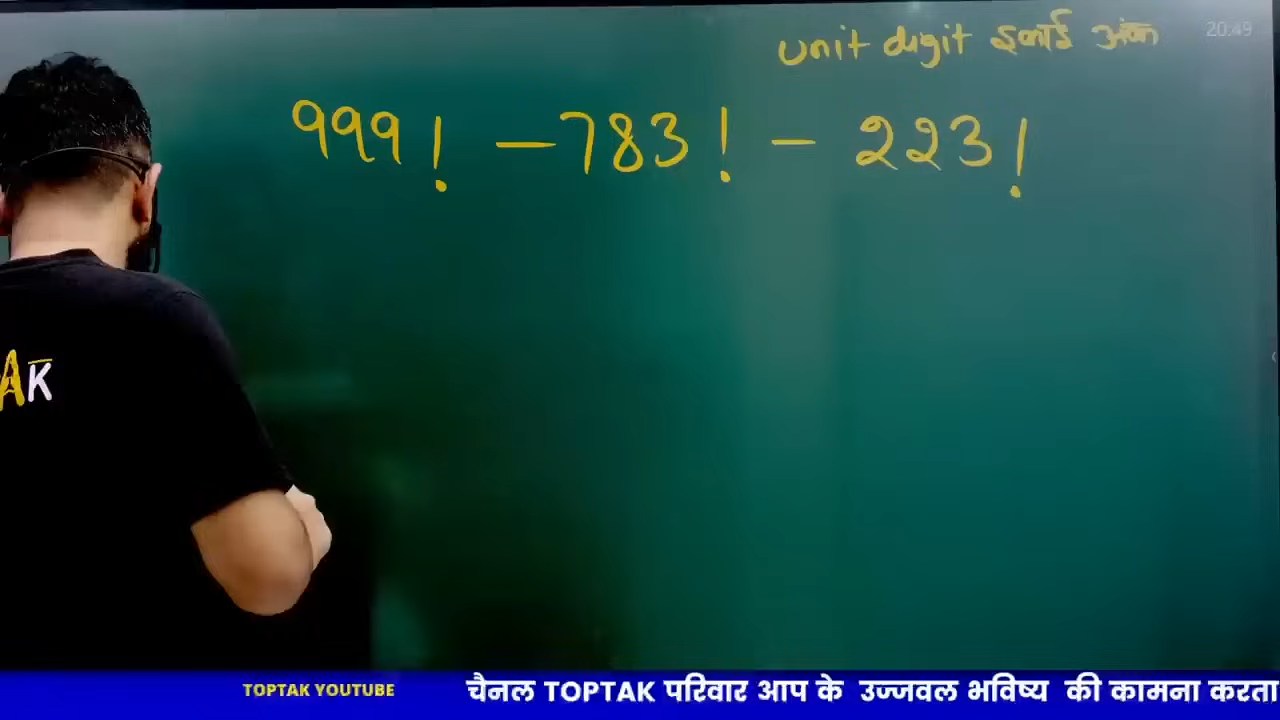 20:49
unit digit इकाई अंक
999! - 783! - 223!
AK
TOPTAK YOUTUBE चैनल TOPTAK परिवार आप के उज्जवल भविष्य की कामना करता